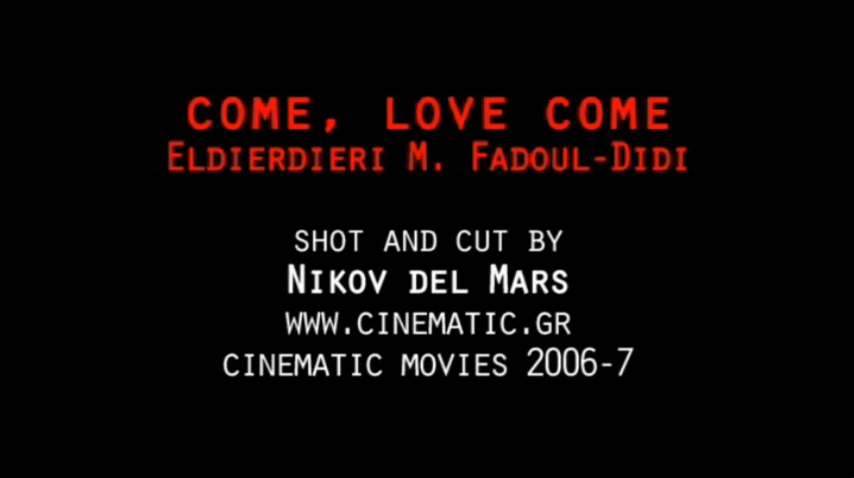 COME, LOVE COME
ELDIERDIERI M. FADOUL-DIDI
SHOT AND CUT BY
NIKOV DEL MARS
WWW.CINEMATIC.GR
CINEMATIC MOVIES 2006-7